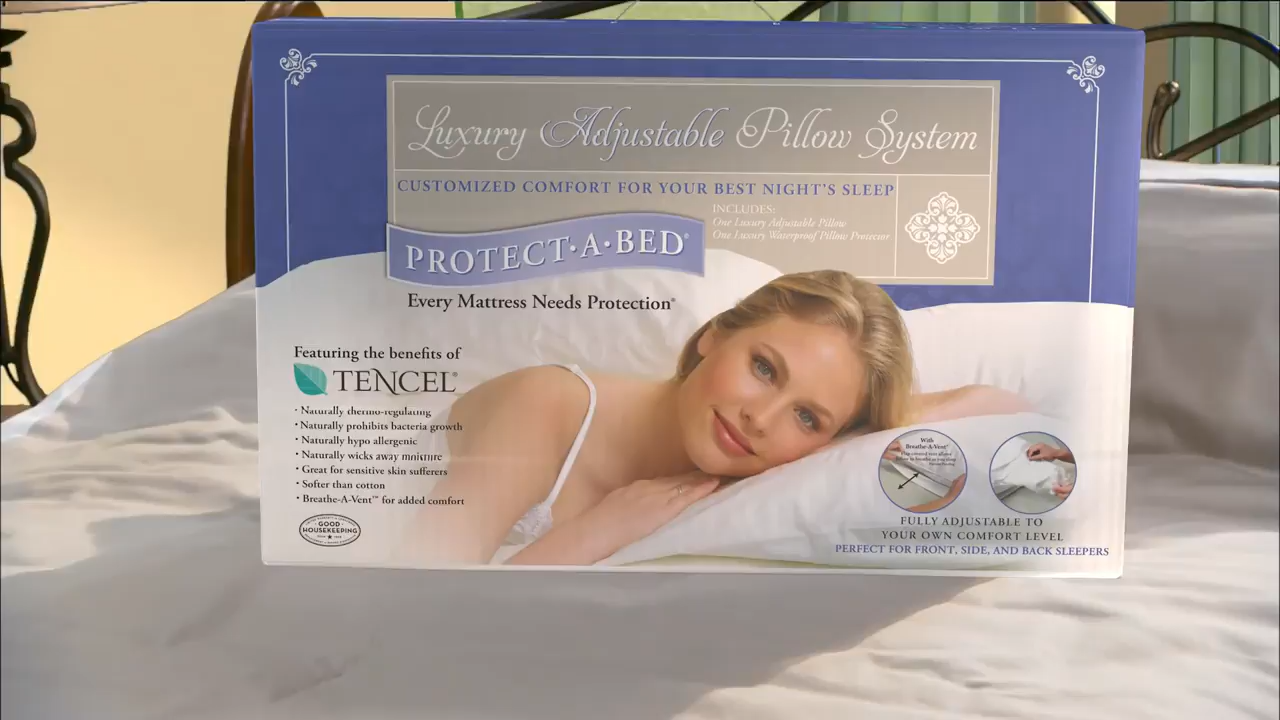 Luxury Adjustable Pillow System
CUSTOMIZED COMFORT FOR YOUR BEST NIGHT'S SLEEP
INCLUDES:
One Luxury Adjustable Pillow
One Luxury Waterproof Pillow Protector
PROTECT·A·BED®
Every Mattress Needs Protection®
Featuring the benefits of
TENCEL®
• Naturally thermo-regulating
• Naturally prohibits bacteria growth
• Naturally hypo allergenic
• Naturally wicks away moisture
• Great for sensitive skin sufferers
• Softer than cotton
• Breathe-A-Vent™ for added comfort
GOOD
HOUSEKEEPING
With
Breathe-A-Vent®
FULLY ADJUSTABLE TO
YOUR OWN COMFORT LEVEL
PERFECT FOR FRONT, SIDE, AND BACK SLEEPERS